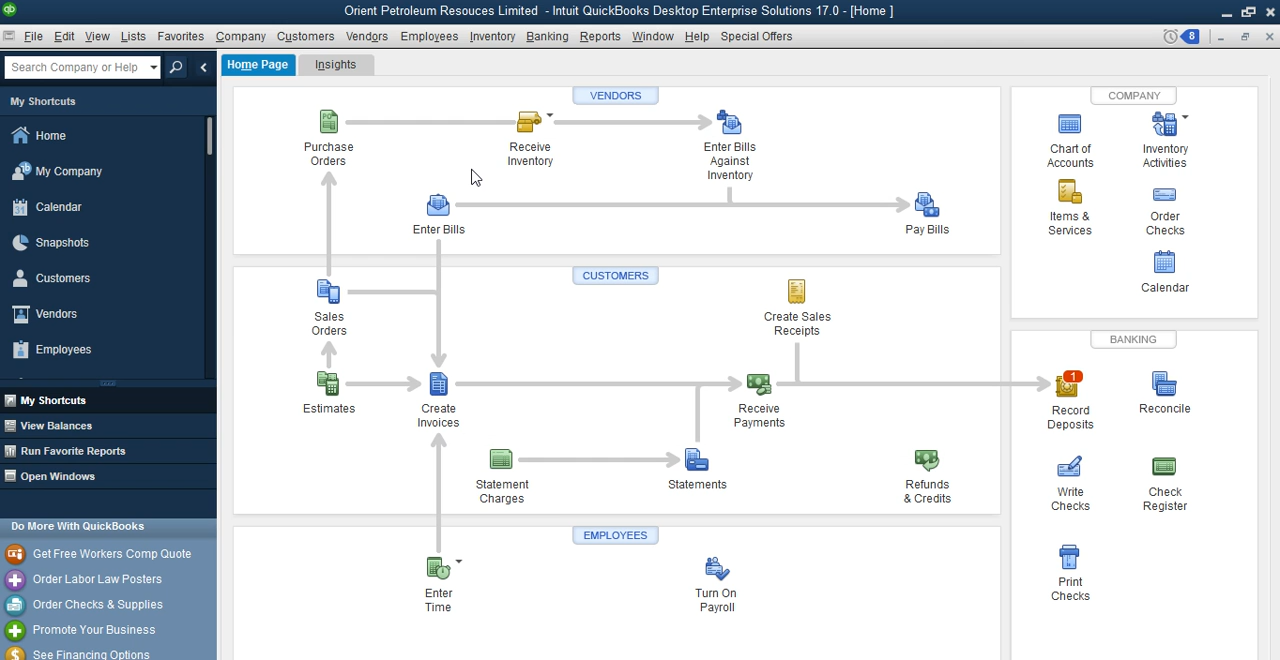 qb
Orient Petroleum Resouces Limited - Intuit QuickBooks Desktop Enterprise Solutions 17.0 - [Home ]
File Edit View Lists Favorites Company Customers Vendors Employees Inventory Banking Reports Window Help Special Offers
8
Search Company or Help
Home Page
Insights
My Shortcuts
Home
My Company
Calendar
Snapshots
Customers
Vendors
Employees
My Shortcuts
View Balances
Run Favorite Reports
Open Windows
Do More With QuickBooks
Get Free Workers Comp Quote
Order Labor Law Posters
Order Checks & Supplies
Promote Your Business
See Financing Options
VENDORS
Purchase
Orders
Receive
Inventory
Enter Bills
Against
Inventory
Enter Bills
Pay Bills
CUSTOMERS
Sales
Orders
Create Sales
Receipts
Estimates
Create
Invoices
Receive
Payments
Statement
Charges
Statements
Refunds
& Credits
EMPLOYEES
Enter
Time
Turn On
Payroll
COMPANY
Chart of
Accounts
Inventory
Activities
Items &
Services
Order
Checks
Calendar
BANKING
1
Record
Deposits
Reconcile
Write
Checks
Check
Register
Print
Checks